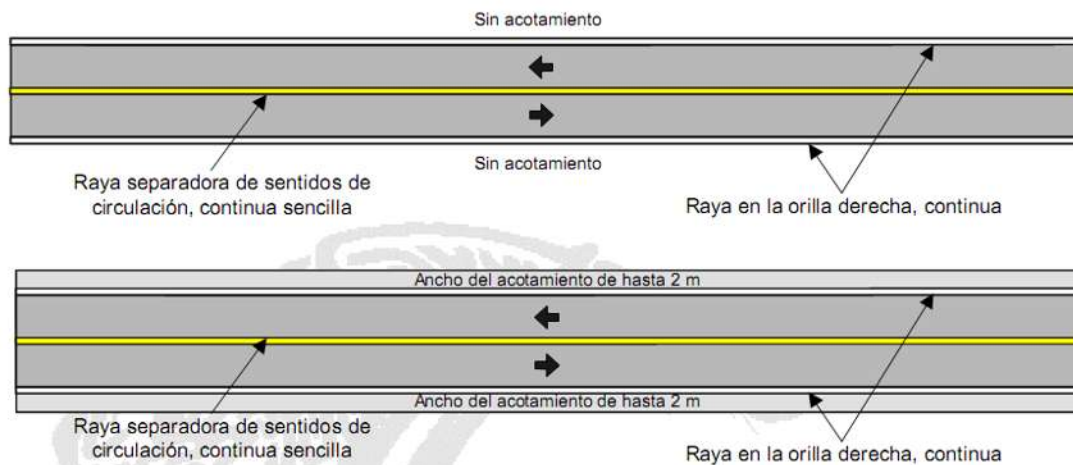 Sin acotamiento
Sin acotamiento
Raya separadora de sentidos de
circulación, continua sencilla
Raya en la orilla derecha, continua
Ancho del acotamiento de hasta 2 m
Ancho del acotamiento de hasta 2 m
Raya separadora de sentidos de
circulación, continua sencilla
Raya en la orilla derecha, continua